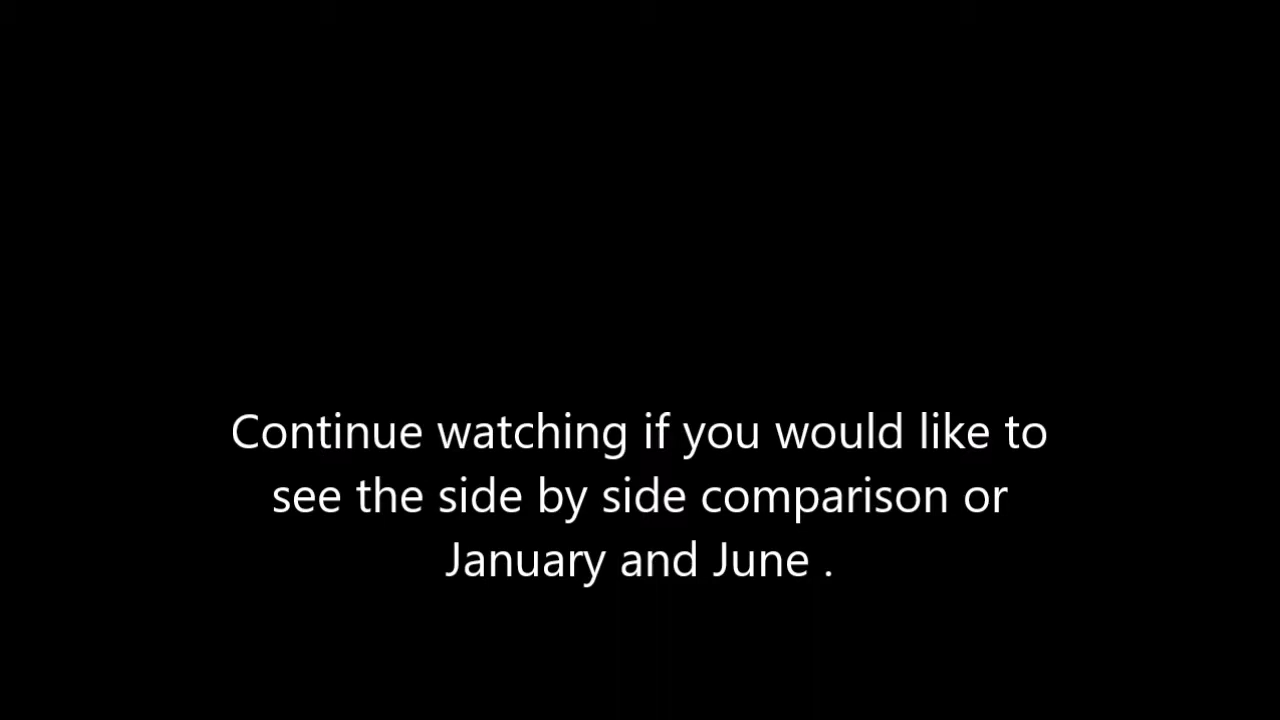 Continue watching if you would like to
see the side by side comparison or
January and June .